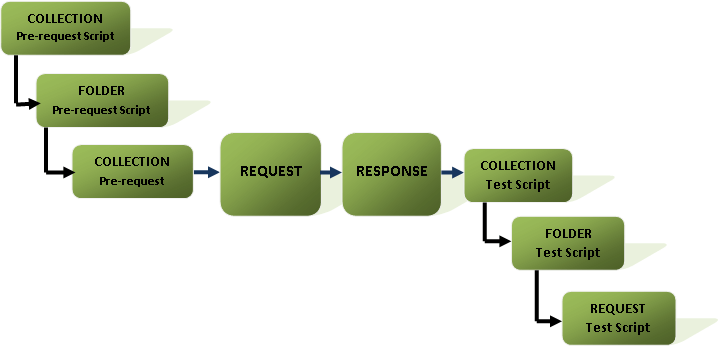 COLLECTION
Pre-request Script
FOLDER
Pre-request Script
COLLECTION
Pre-request
REQUEST
RESPONSE
COLLECTION
Test Script
FOLDER
Test Script
REQUEST
Test Script